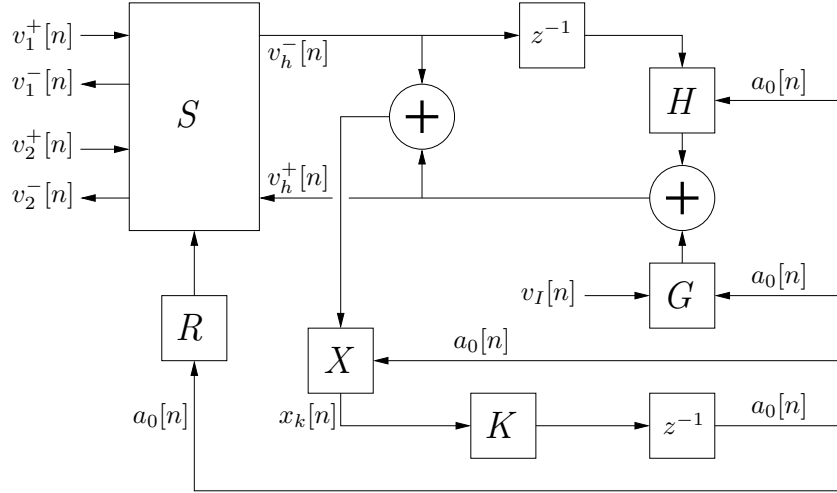 v_1^+[n]
v_h^-[n]
z^{-1}
v_1^-[n]
S
H
a_0[n]
+
v_2^+[n]
v_h^+[n]
v_2^-[n]
+
a_0[n]
v_I[n]
G
R
X
a_0[n]
a_0[n]
x_k[n]
K
z^{-1}
a_0[n]